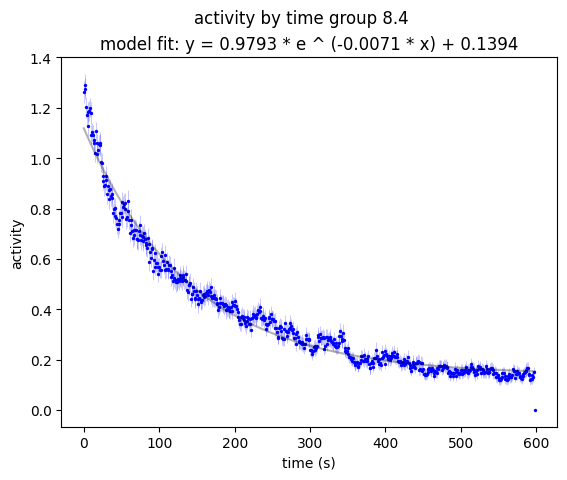 activity by time group 8.4
model fit: y = 0.9793 * e ^ (-0.0071 * x) + 0.1394
1.4
1.2
1.0
0.8
0.6
0.4
0.2
0.0
activity
0 100 200 300 400 500 600
time (s)